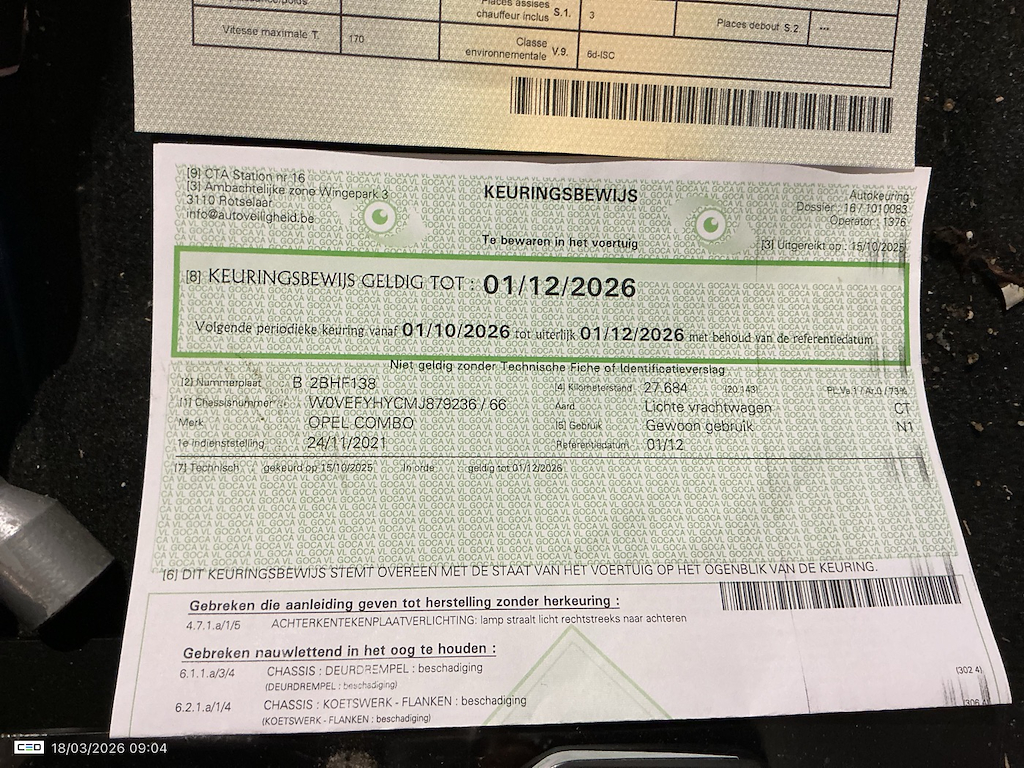 Places assises
chauffeur inclus S.1. 3 Places debout S.2 ---
Vitesse maximale T. 170 Classe
environnementale V.9. 6d-ISC
[9] CTA Station nr 16
[3] Ambachtelijke zone Wingepark 3
3110 Rotselaar
info@autoveiligheid.be
KEURINGSBEWIJS
Te bewaren in het voertuig
Autokeuring
Dossier : 16 / 1010083
Operator : 1376
[3] Uitgereikt op : 15/10/2025
[8] KEURINGSBEWIJS GELDIG TOT : 01/12/2026
Volgende periodieke keuring vanaf 01/10/2026 tot uiterlijk 01/12/2026 met behoud van de referentiedatum
Niet geldig zonder Technische Fiche of Identificatieverslag
[2] Nummerplaat B 2BHF138 [4] Kilometerstand 27.684 (20.143)
[1] Chassisnummer W0VEFYHYCMJ879236 / 66 Aard Lichte vrachtwagen CT
Merk OPEL COMBO [5] Gebruik Gewoon gebruik N1
1e indienststelling 24/11/2021 Referentiedatum 01/12
[7] Technisch gekeurd op 15/10/2025 In orde geldig tot 01/12/2026
[6] DIT KEURINGSBEWIJS STEMT OVEREEN MET DE STAAT VAN HET VOERTUIG OP HET OGENBLIK VAN DE KEURING.
Gebreken die aanleiding geven tot herstelling zonder herkeuring :
4.7.1.a/1/5 ACHTERKENTEKENPLAATVERLICHTING: lamp straalt licht rechtstreeks naar achteren
Gebreken nauwlettend in het oog te houden :
6.1.1.a/3/4 CHASSIS : DEURDREMPEL : beschadiging (302 4)
(DEURDREMPEL : beschadiging)
6.2.1.a/1/4 CHASSIS : KOETSWERK - FLANKEN : beschadiging
(KOETSWERK - FLANKEN : beschadiging)
CEO 18/03/2026 09:04